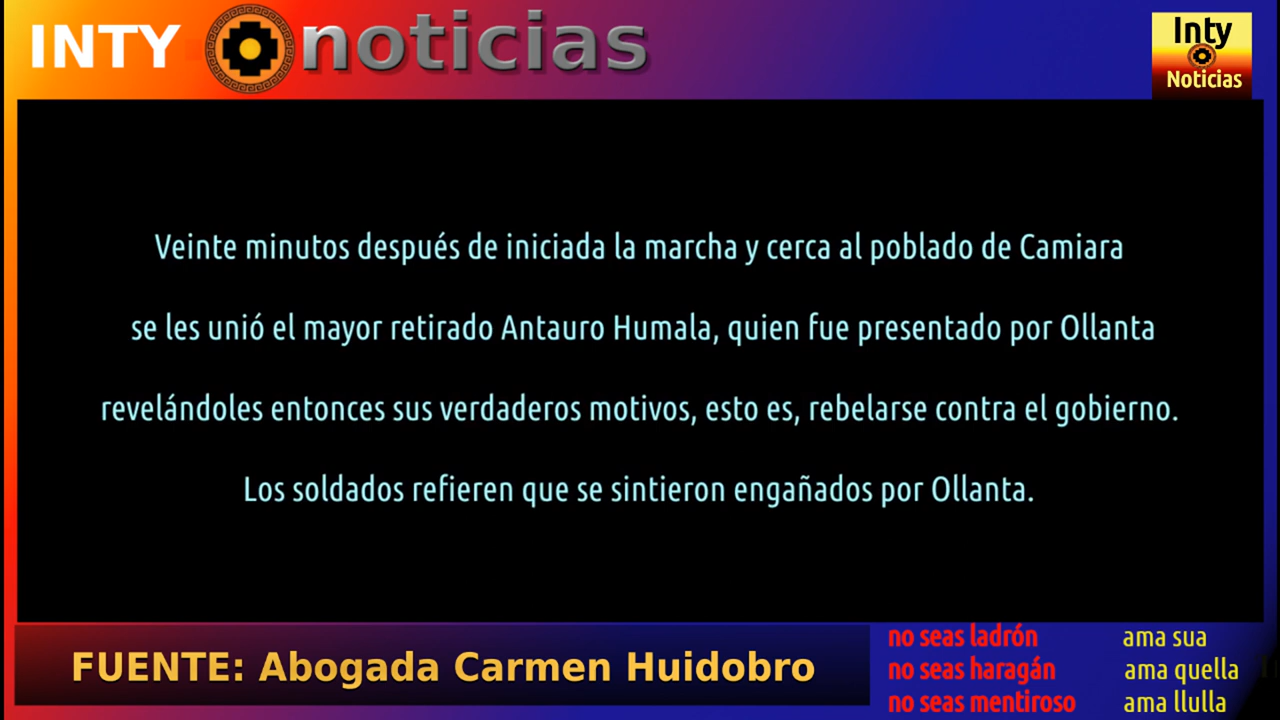 INTY noticias
Inty
Noticias
Veinte minutos después de iniciada la marcha y cerca al poblado de Camiara
se les unió el mayor retirado Antauro Humala, quien fue presentado por Ollanta
revelándoles entonces sus verdaderos motivos, esto es, rebelarse contra el gobierno.
Los soldados refieren que se sintieron engañados por Ollanta.
FUENTE: Abogada Carmen Huidobro
no seas ladrón ama sua
no seas haragán ama quella
no seas mentiroso ama llulla